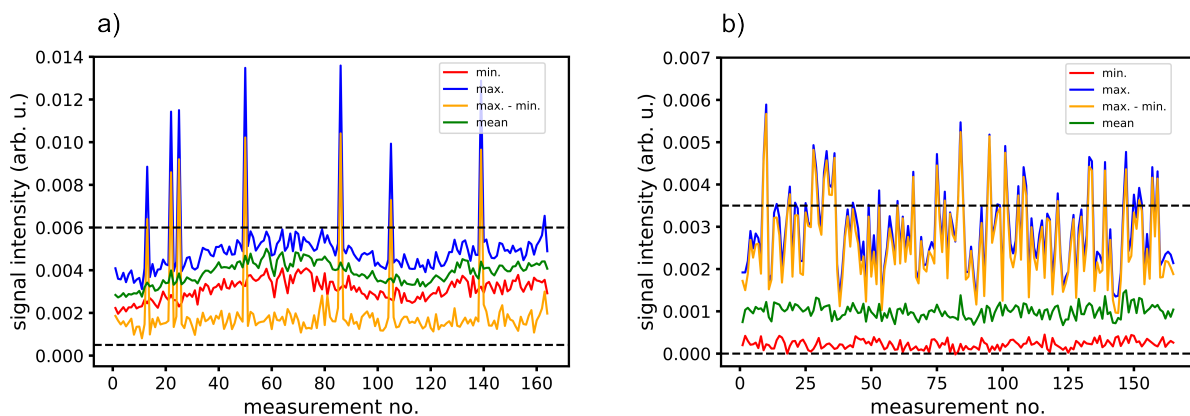 a)
signal intensity (arb. u.)
0.014
0.012
0.010
0.008
0.006
0.004
0.002
0.000
min.
max.
max. - min.
mean
0
20
40
60
80
100
120
140
160
measurement no.
b)
signal intensity (arb. u.)
0.007
0.006
0.005
0.004
0.003
0.002
0.001
0.000
min.
max.
max. - min.
mean
0
25
50
75
100
125
150
measurement no.